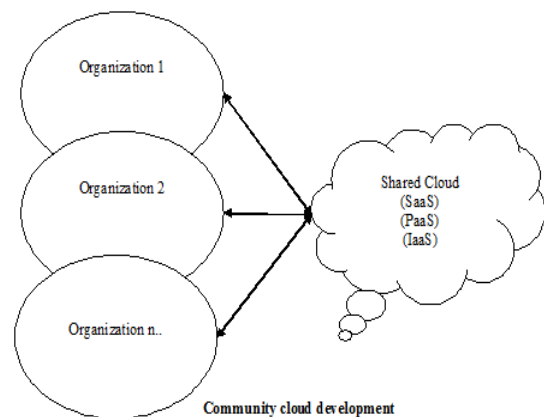 Organization 1
Organization 2
Organization n..
Shared Cloud
(SaaS)
(PaaS)
(IaaS)
Community cloud development